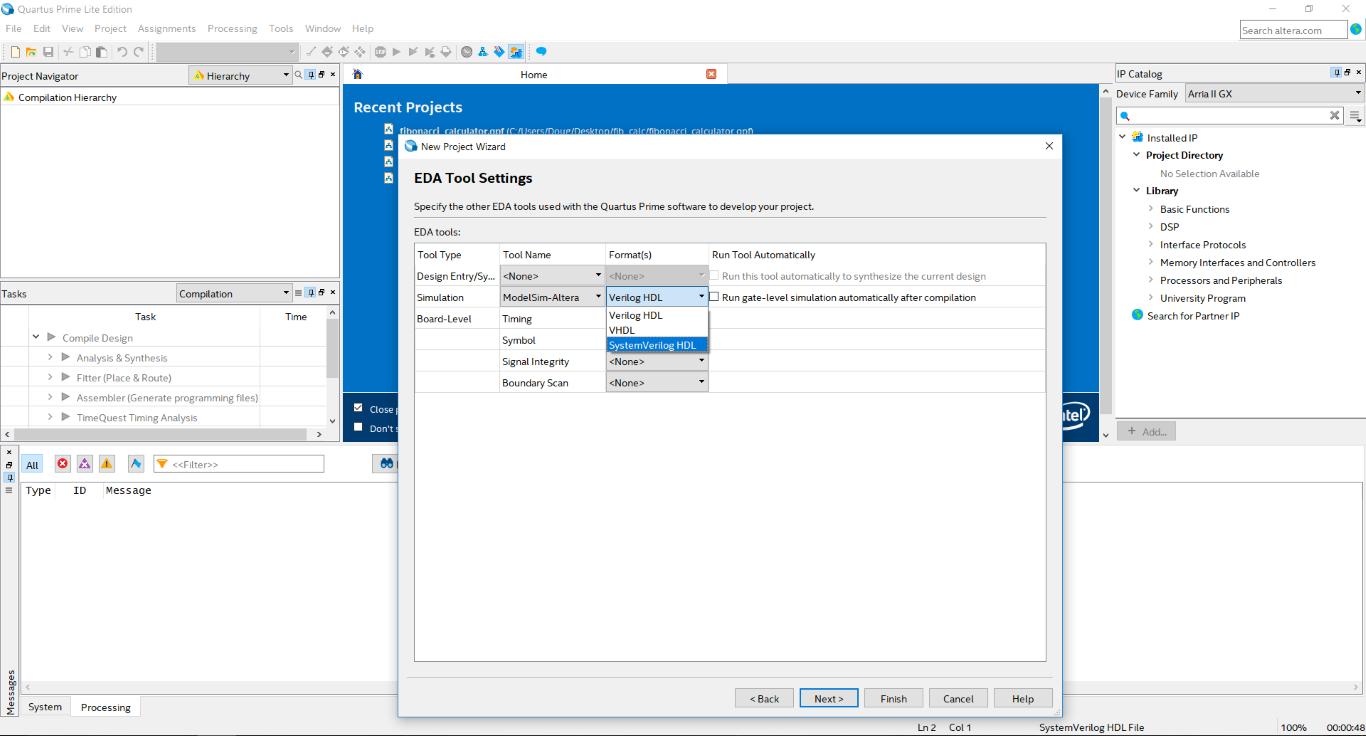 Quartus Prime Lite Edition
File Edit View Project Assignments Processing Tools Window Help
Search altera.com
Project Navigator Hierarchy
Compilation Hierarchy
Home
Recent Projects
fibonacci_calculator.qpf (C:/Users/Doug/Desktop/fib_calc/fibonacci_calculator.qpf)
IP Catalog
Device Family Arria II GX
Installed IP
Project Directory
No Selection Available
Library
Basic Functions
DSP
Interface Protocols
Memory Interfaces and Controllers
Processors and Peripherals
University Program
Search for Partner IP
+ Add...
Tasks Compilation
Task Time
Compile Design
Analysis & Synthesis
Fitter (Place & Route)
Assembler (Generate programming files)
TimeQuest Timing Analysis
Close
Don't
New Project Wizard
EDA Tool Settings
Specify the other EDA tools used with the Quartus Prime software to develop your project.
EDA tools:
Tool Type Tool Name Format(s) Run Tool Automatically
Design Entry/Sy... <None> <None> Run this tool automatically to synthesize the current design
Simulation ModelSim-Altera Verilog HDL Run gate-level simulation automatically after compilation
Verilog HDL
VHDL
SystemVerilog HDL
Board-Level Timing
Symbol
Signal Integrity <None>
Boundary Scan <None>
< Back Next > Finish Cancel Help
All <<Filter>>
Type ID Message
Messages
System Processing
Ln 2 Col 1 SystemVerilog HDL File 100% 00:00:48